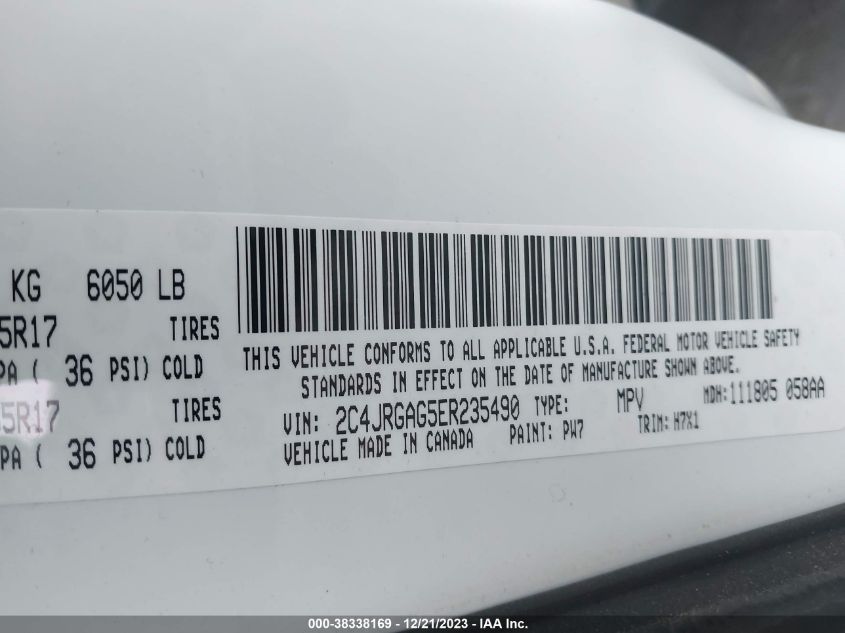 KG 6050 LB
5R17 TIRES
PA ( 36 PSI) COLD
5R17 TIRES
PA ( 36 PSI) COLD
THIS VEHICLE CONFORMS TO ALL APPLICABLE U.S.A. FEDERAL MOTOR VEHICLE SAFETY
STANDARDS IN EFFECT ON THE DATE OF MANUFACTURE SHOWN ABOVE.
VIN: 2C4JRGAG5ER235490 TYPE: MPV MDH: 111805 058AA
VEHICLE MADE IN CANADA PAINT: PW7 TRIM: H7X1
000-38338169 - 12/21/2023 - IAA Inc.